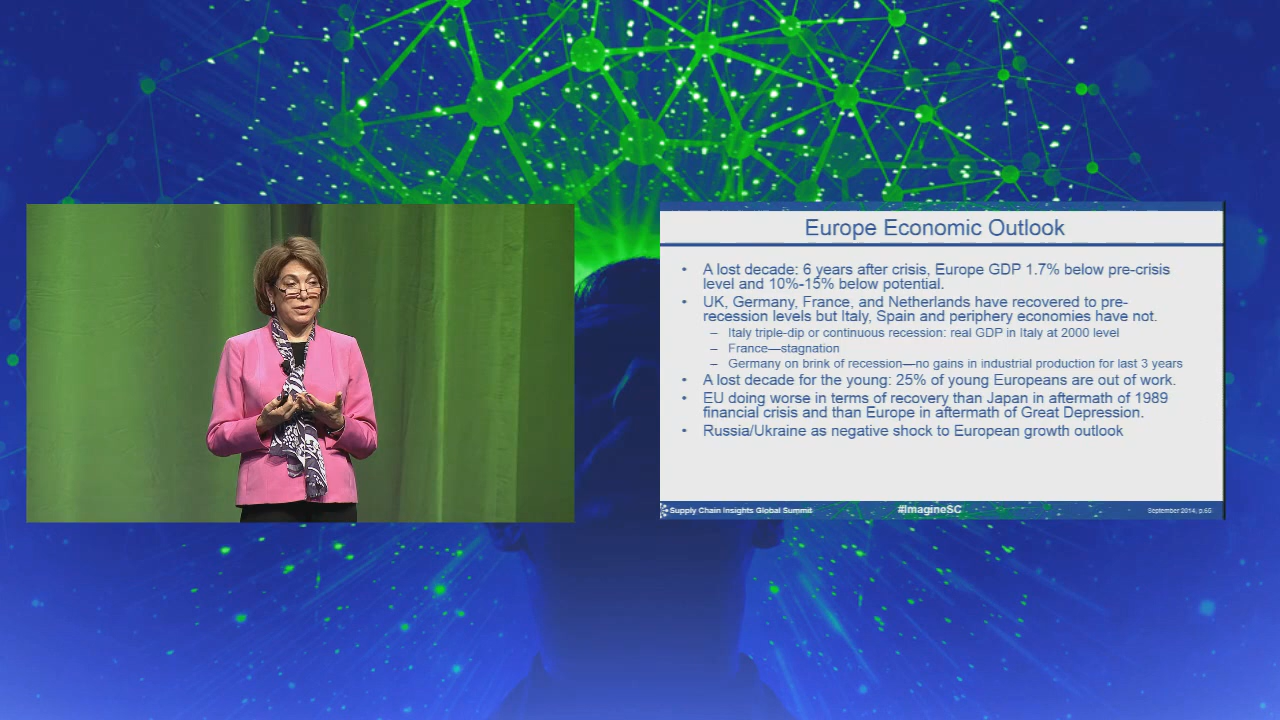 Europe Economic Outlook
• A lost decade: 6 years after crisis, Europe GDP 1.7% below pre-crisis
level and 10%-15% below potential.
• UK, Germany, France, and Netherlands have recovered to pre-
recession levels but Italy, Spain and periphery economies have not.
– Italy triple-dip or continuous recession: real GDP in Italy at 2000 level
– France—stagnation
– Germany on brink of recession—no gains in industrial production for last 3 years
• A lost decade for the young: 25% of young Europeans are out of work.
• EU doing worse in terms of recovery than Japan in aftermath of 1989
financial crisis and than Europe in aftermath of Great Depression.
• Russia/Ukraine as negative shock to European growth outlook
Supply Chain Insights Global Summit #ImagineSC September 2014, p.